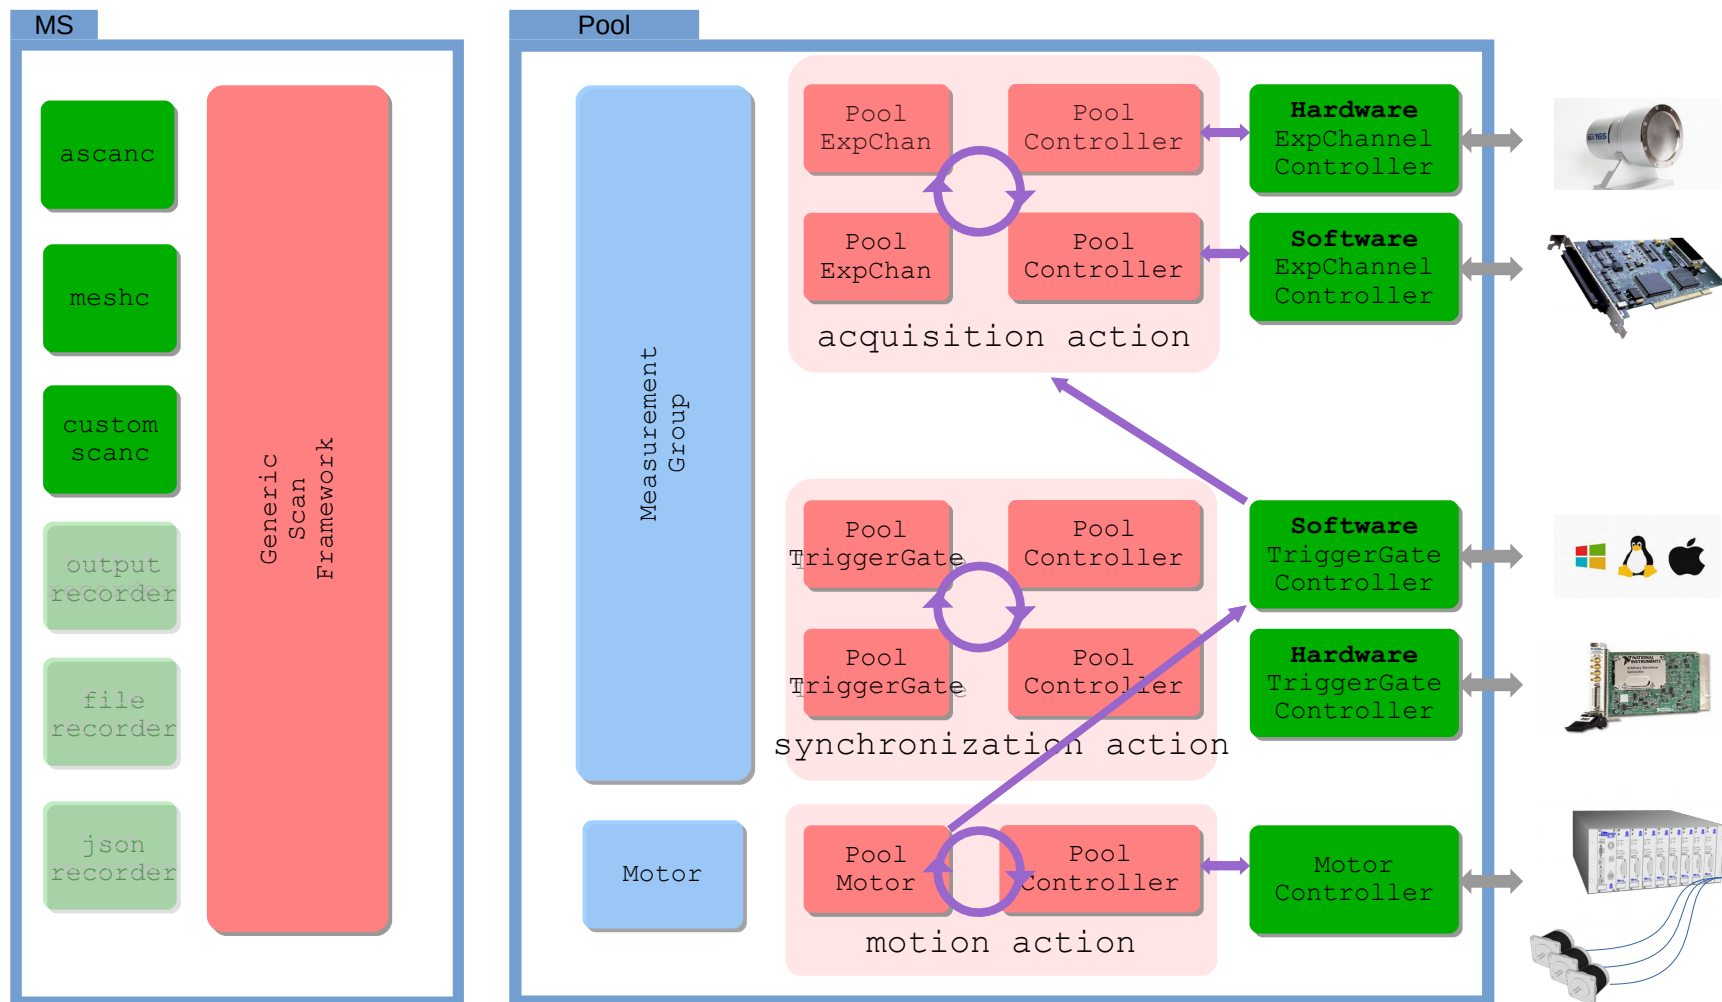 MS
Pool
ascanc
meshc
custom
scanc
output
recorder
file
recorder
json
recorder
Generic
Scan
Framework
Measurement
Group
Motor
Pool
ExpChan
Pool
Controller
Hardware
ExpChannel
Controller
Pool
ExpChan
Pool
Controller
Software
ExpChannel
Controller
acquisition action
Pool
TriggerGate
Pool
Controller
Software
TriggerGate
Controller
Pool
TriggerGate
Pool
Controller
Hardware
TriggerGate
Controller
synchronization action
Pool
Motor
Pool
Controller
Motor
Controller
motion action
NATIONAL
INSTRUMENTS